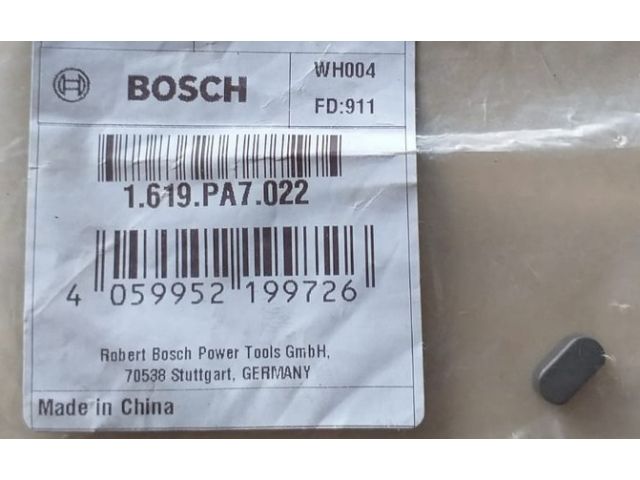 BOSCH
WH004
FD:911
1.619.PA7.022
4 059952 199726
Robert Bosch Power Tools GmbH,
70538 Stuttgart, GERMANY
Made in China